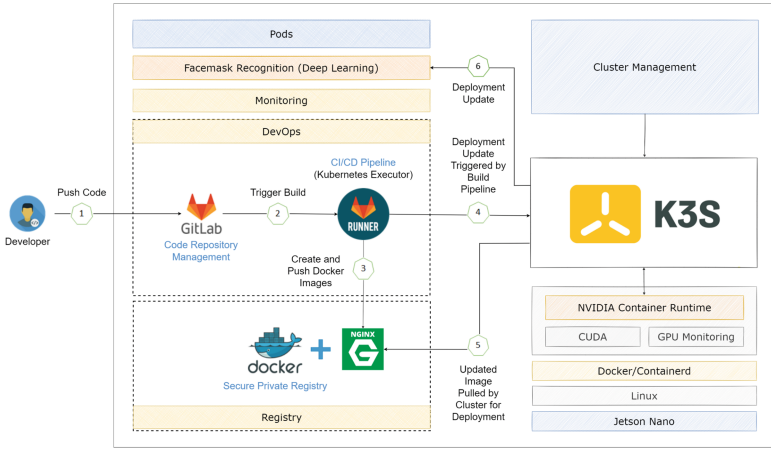 Pods
Facemask Recognition (Deep Learning)
Monitoring
DevOps
CI/CD Pipeline
(Kubernetes Executor)
Push Code
1
Developer
GitLab
Code Repository
Management
Trigger Build
2
RUNNER
Create and
Push Docker
Images
3
4
Deployment
Update
Triggered by
Build
Pipeline
6
Deployment
Update
Cluster Management
K3S
NVIDIA Container Runtime
CUDA
GPU Monitoring
Docker/Containerd
Linux
Jetson Nano
docker
+
NGINX
G
Secure Private Registry
Registry
5
Updated
Image
Pulled by
Cluster for
Deployment